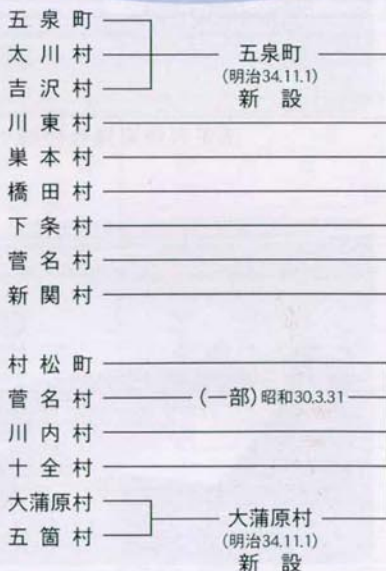 五泉町
太川村
吉沢村
五泉町
(明治34.11.1)
新設
川東村
巣本村
橋田村
下条村
菅名村
新関村
村松町
菅名村
(一部)昭和30.3.31
川内村
十全村
大蒲原村
五箇村
大蒲原村
(明治34.11.1)
新設